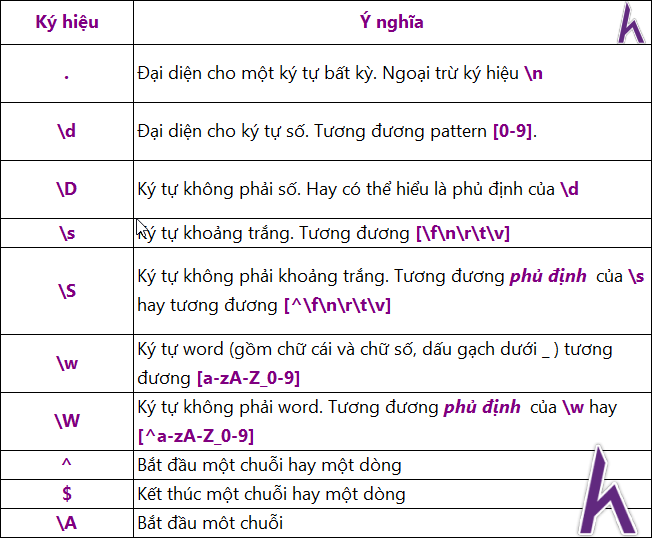 Ký hiệu Ý nghĩa
. Đại diện cho một ký tự bất kỳ. Ngoại trừ ký hiệu \n
\d Đại diện cho ký tự số. Tương đương pattern [0-9].
\D Ký tự không phải số. Hay có thể hiểu là phủ định của \d
\s Ký tự khoảng trắng. Tương đương [\f\n\r\t\v]
\S Ký tự không phải khoảng trắng. Tương đương phủ định của \s
hay tương đương [^\f\n\r\t\v]
\w Ký tự word (gồm chữ cái và chữ số, dấu gạch dưới _ ) tương
đương [a-zA-Z_0-9]
\W Ký tự không phải word. Tương đương phủ định của \w hay
[^a-zA-Z_0-9]
^ Bắt đầu một chuỗi hay một dòng
$ Kết thúc một chuỗi hay một dòng
\A Bắt đầu môt chuỗi